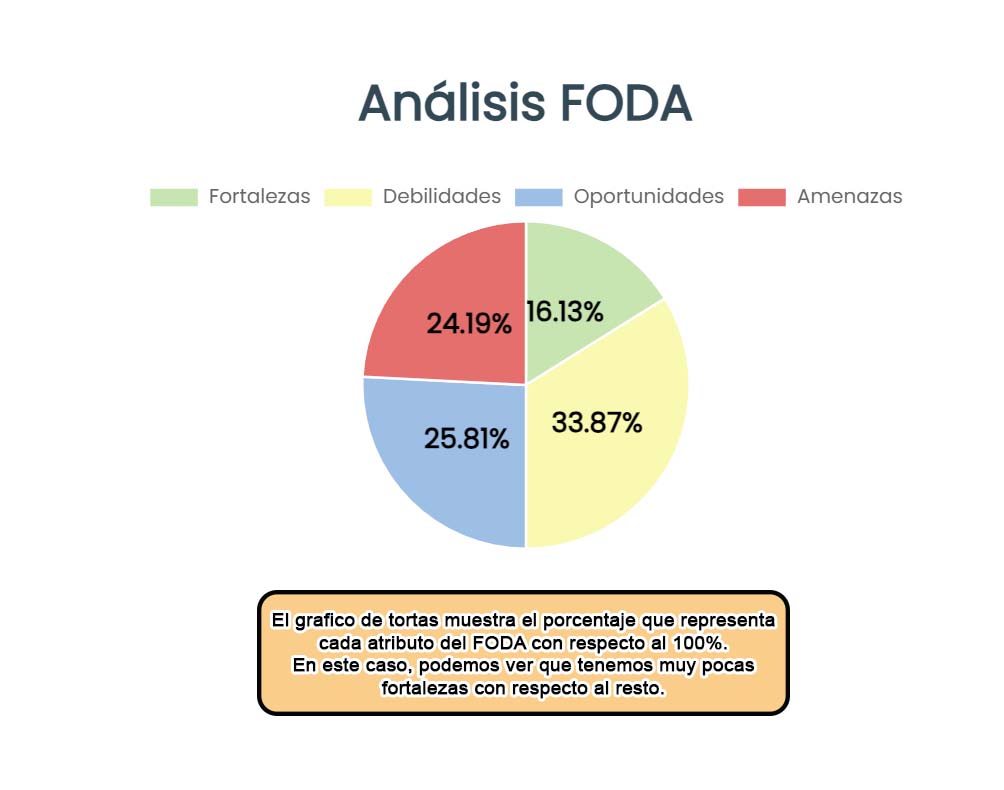 Análisis FODA
Fortalezas Debilidades Oportunidades Amenazas
24.19% 16.13%
33.87%
25.81%
El grafico de tortas muestra el porcentaje que representa
cada atributo del FODA con respecto al 100%.
En este caso, podemos ver que tenemos muy pocas
fortalezas con respecto al resto.